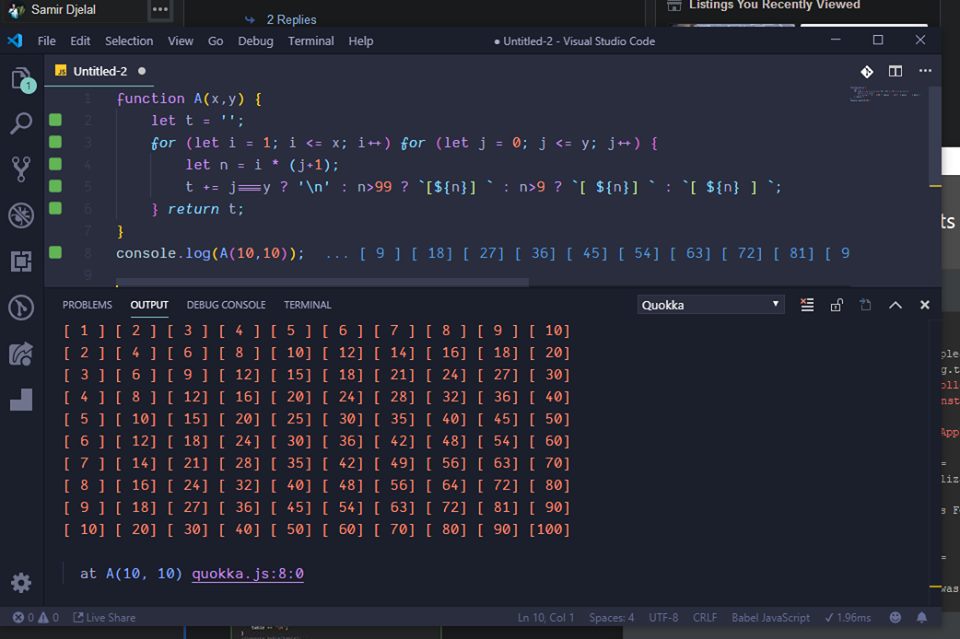 Samir Djelal
2 Replies
Listings You Recently Viewed
File Edit Selection View Go Debug Terminal Help
● Untitled-2 - Visual Studio Code
JS Untitled-2 ●
1
1 function A(x,y) {
2 let t = '';
3 for (let i = 1; i <= x; i++) for (let j = 0; j <= y; j++) {
4 let n = i * (j+1);
5 t += j===y ? '\n' : n>99 ? `[${n}] ` : n>9 ? `[ ${n}] ` : `[ ${n} ] `;
6 } return t;
7 }
8 console.log(A(10,10)); ... [ 9 ] [ 18] [ 27] [ 36] [ 45] [ 54] [ 63] [ 72] [ 81] [ 9
9
PROBLEMS OUTPUT DEBUG CONSOLE TERMINAL Quokka
[ 1 ] [ 2 ] [ 3 ] [ 4 ] [ 5 ] [ 6 ] [ 7 ] [ 8 ] [ 9 ] [ 10]
[ 2 ] [ 4 ] [ 6 ] [ 8 ] [ 10] [ 12] [ 14] [ 16] [ 18] [ 20]
[ 3 ] [ 6 ] [ 9 ] [ 12] [ 15] [ 18] [ 21] [ 24] [ 27] [ 30]
[ 4 ] [ 8 ] [ 12] [ 16] [ 20] [ 24] [ 28] [ 32] [ 36] [ 40]
[ 5 ] [ 10] [ 15] [ 20] [ 25] [ 30] [ 35] [ 40] [ 45] [ 50]
[ 6 ] [ 12] [ 18] [ 24] [ 30] [ 36] [ 42] [ 48] [ 54] [ 60]
[ 7 ] [ 14] [ 21] [ 28] [ 35] [ 42] [ 49] [ 56] [ 63] [ 70]
[ 8 ] [ 16] [ 24] [ 32] [ 40] [ 48] [ 56] [ 64] [ 72] [ 80]
[ 9 ] [ 18] [ 27] [ 36] [ 45] [ 54] [ 63] [ 72] [ 81] [ 90]
[ 10] [ 20] [ 30] [ 40] [ 50] [ 60] [ 70] [ 80] [ 90] [100]
at A(10, 10) quokka.js:8:0
0 0 Live Share Ln 10, Col 1 Spaces: 4 UTF-8 CRLF Babel JavaScript ✓ 1.96ms